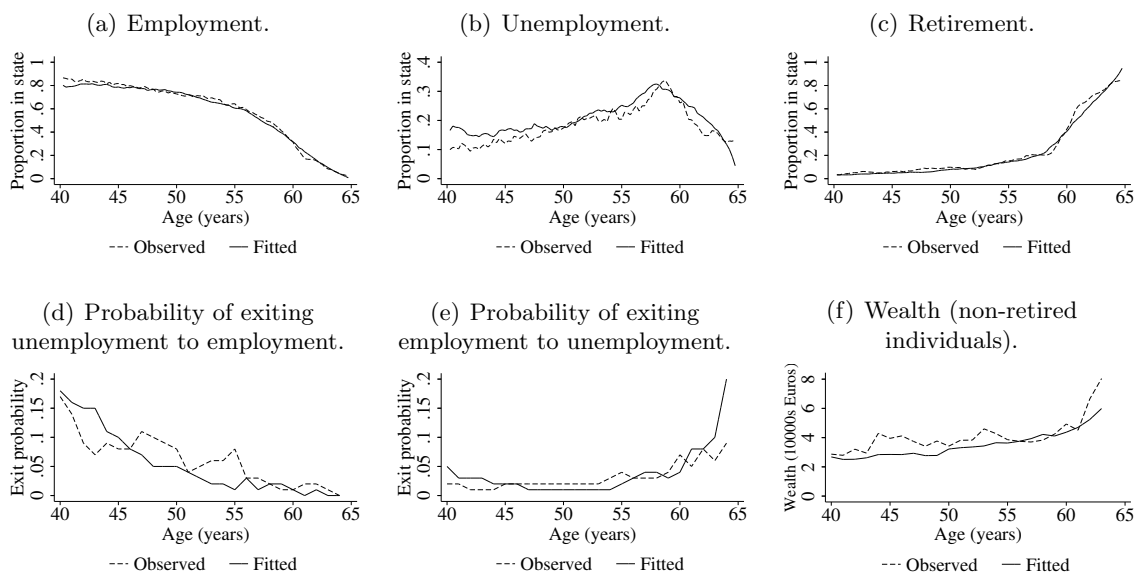 (a) Employment.
Proportion in state
0 .2 .4 .6 .8 1
40 45 50 55 60 65
Age (years)
Observed Fitted
(b) Unemployment.
Proportion in state
0 .1 .2 .3 .4
40 45 50 55 60 65
Age (years)
Observed Fitted
(c) Retirement.
Proportion in state
0 .2 .4 .6 .8 1
40 45 50 55 60 65
Age (years)
Observed Fitted
(d) Probability of exiting
unemployment to employment.
Exit probability
0 .05 .1 .15 .2
40 45 50 55 60 65
Age (years)
Observed Fitted
(e) Probability of exiting
employment to unemployment.
Exit probability
0 .05 .1 .15 .2
40 45 50 55 60 65
Age (years)
Observed Fitted
(f) Wealth (non-retired
individuals).
Wealth (10000s Euros)
0 2 4 6 8
40 45 50 55 60 65
Age (years)
Observed Fitted